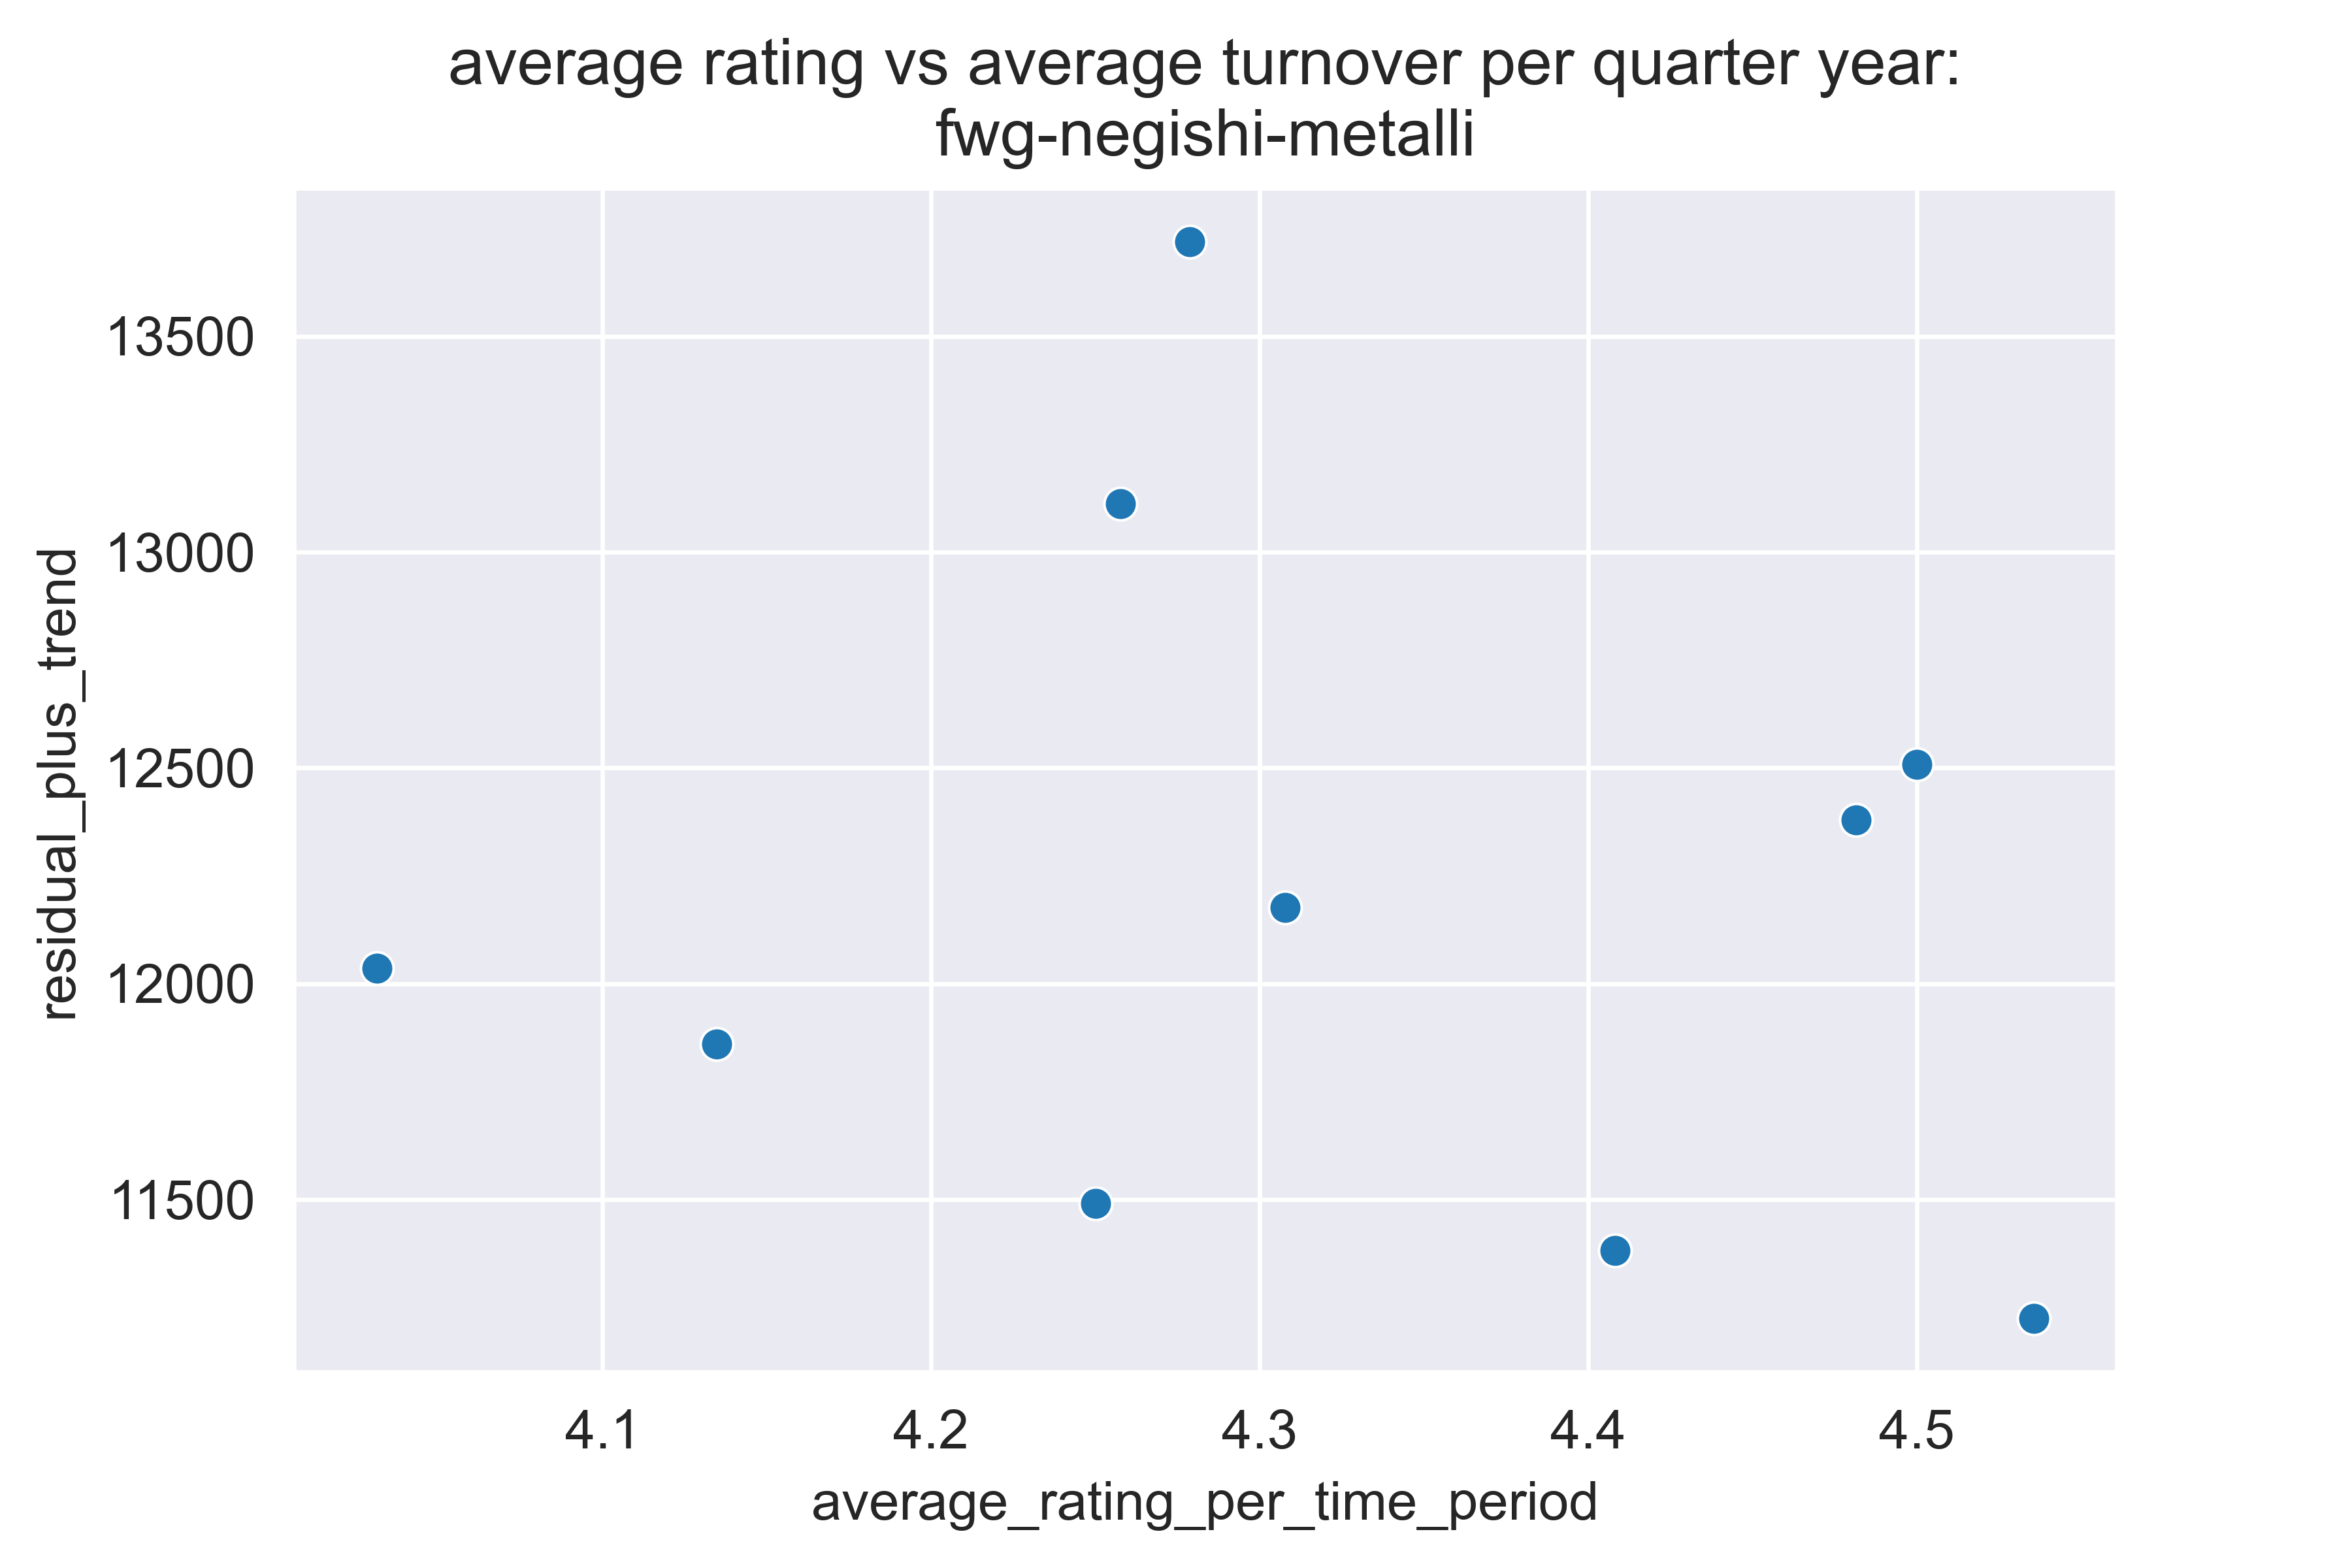 average rating vs average turnover per quarter year:
fwg-negishi-metalli
13500
13000
12500
12000
11500
residual_plus_trend
4.1 4.2 4.3 4.4 4.5
average_rating_per_time_period